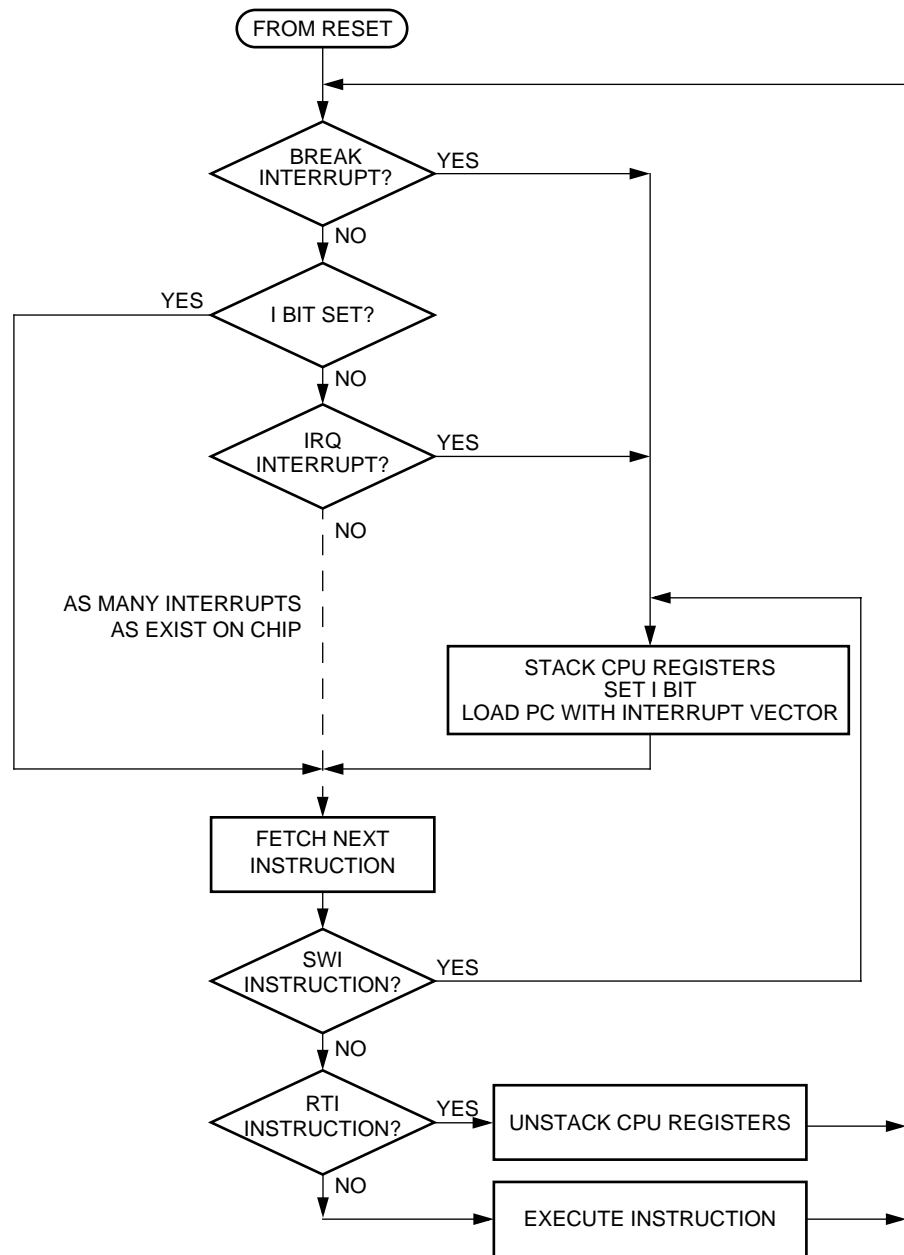 FROM RESET
BREAK
INTERRUPT?
YES
NO
YES
I BIT SET?
NO
IRQ
INTERRUPT?
YES
NO
AS MANY INTERRUPTS
AS EXIST ON CHIP
STACK CPU REGISTERS
SET I BIT
LOAD PC WITH INTERRUPT VECTOR
FETCH NEXT
INSTRUCTION
SWI
INSTRUCTION?
YES
NO
RTI
INSTRUCTION?
YES
UNSTACK CPU REGISTERS
NO
EXECUTE INSTRUCTION